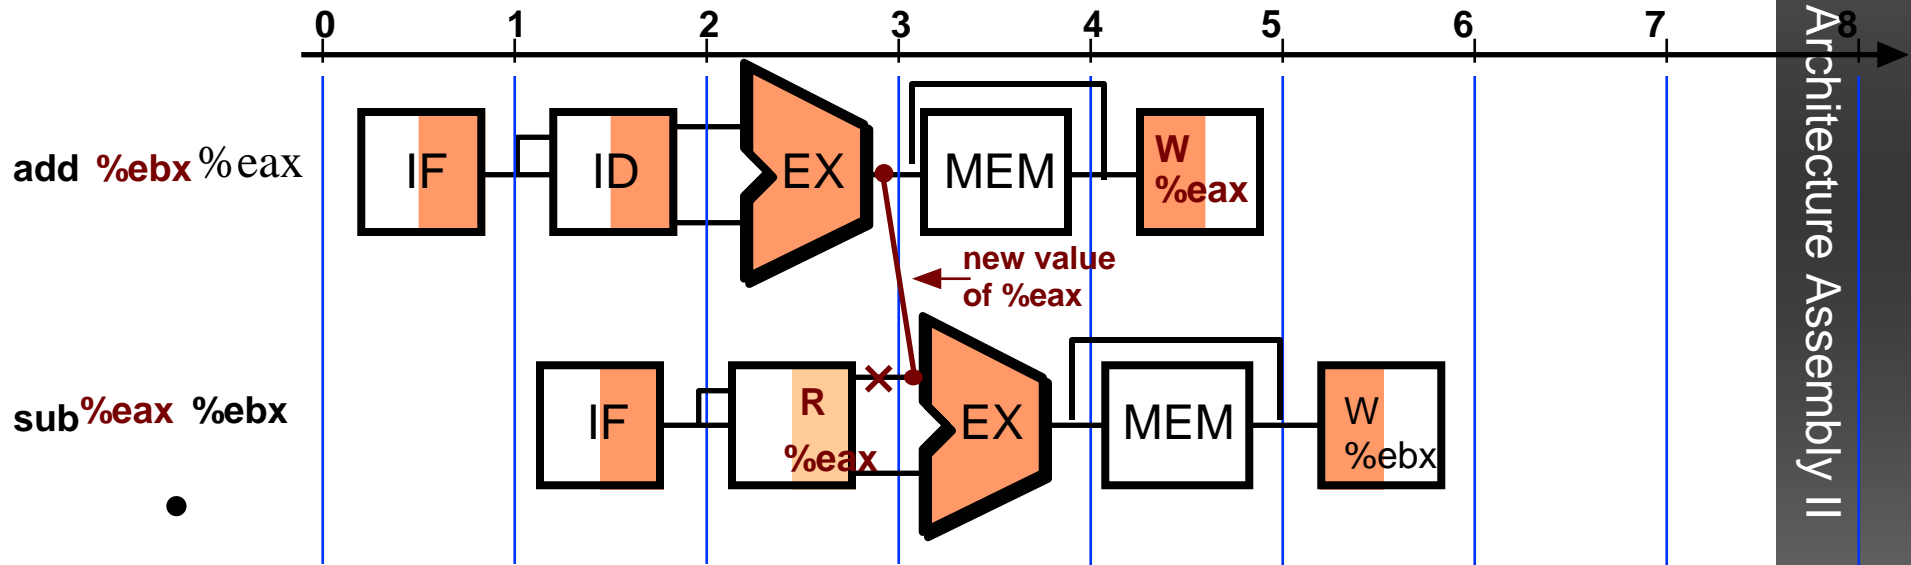 0 1 2 3 4 5 6 7 8
add %ebx %eax
IF ID EX MEM W
%eax
new value
of %eax
sub %eax %ebx
IF R EX MEM W
%eax %ebx
Architecture Assembly II